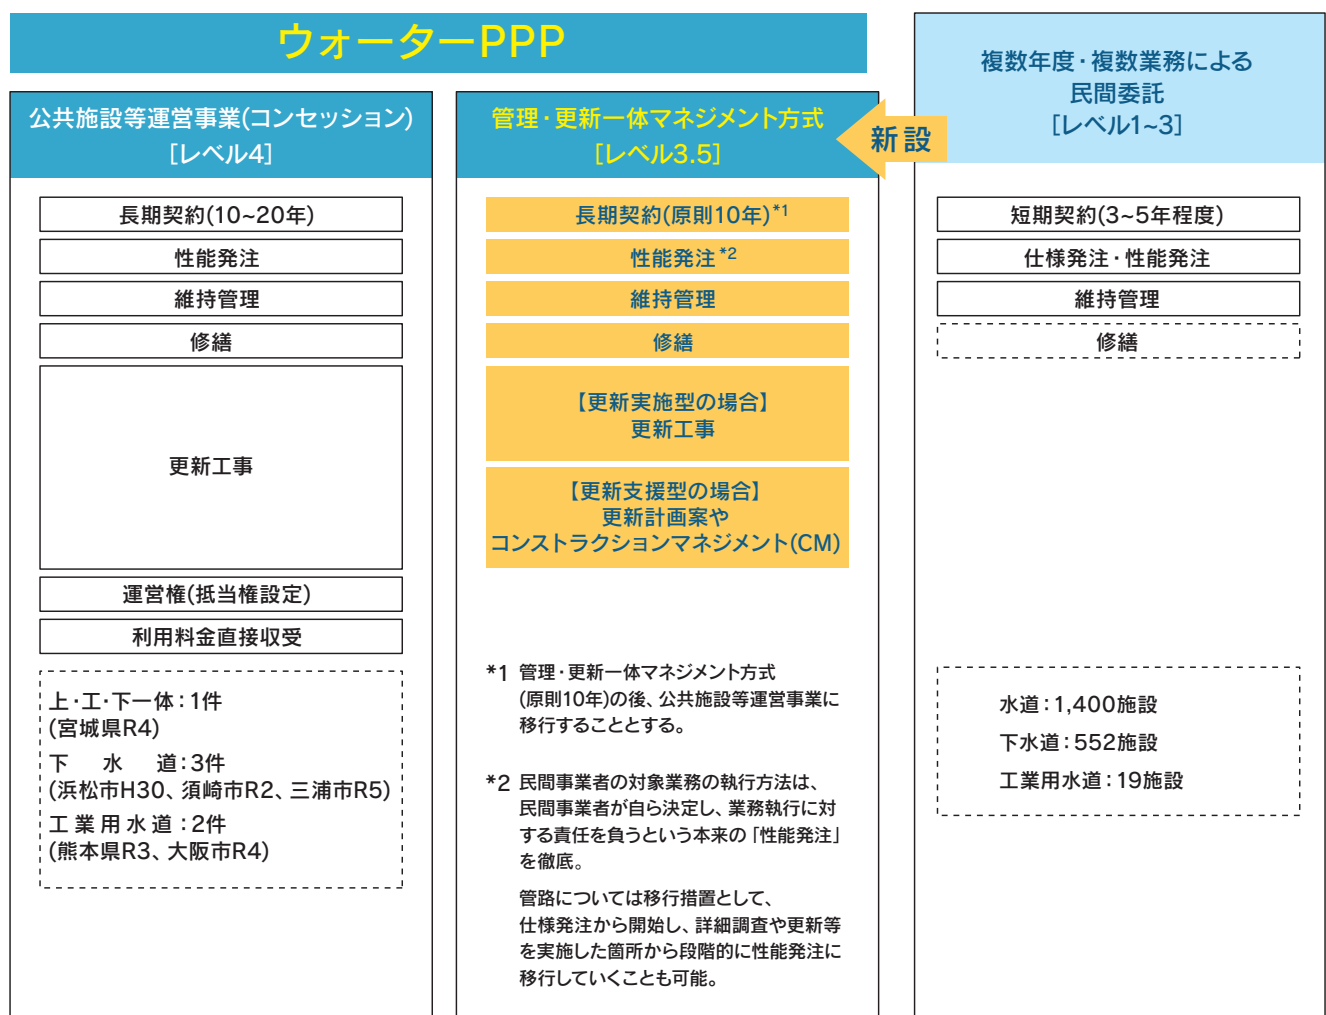 ウォーターPPP
公共施設等運営事業(コンセッション)
[レベル4]
長期契約(10~20年)
性能発注
維持管理
修繕
更新工事
運営権(抵当権設定)
利用料金直接収受
上・工・下一体：1件
(宮城県R4)
下水道：3件
(浜松市H30、須崎市R2、三浦市R5)
工業用水道：2件
(熊本県R3、大阪市R4)
管理・更新一体マネジメント方式
[レベル3.5]
新設
長期契約(原則10年)*1
性能発注*2
維持管理
修繕
【更新実施型の場合】
更新工事
【更新支援型の場合】
更新計画案や
コンストラクションマネジメント(CM)
*1 管理・更新一体マネジメント方式
(原則10年)の後、公共施設等運営事業に
移行することとする。
*2 民間事業者の対象業務の執行方法は、
民間事業者が自ら決定し、業務執行に対
する責任を負うという本来の「性能発注」
を徹底。
管路については移行措置として、
仕様発注から開始し、詳細調査や更新等
を実施した箇所から段階的に性能発注に
移行していくことも可能。
複数年度・複数業務による
民間委託
[レベル1~3]
短期契約(3~5年程度)
仕様発注・性能発注
維持管理
修繕
水道：1,400施設
下水道：552施設
工業用水道：19施設